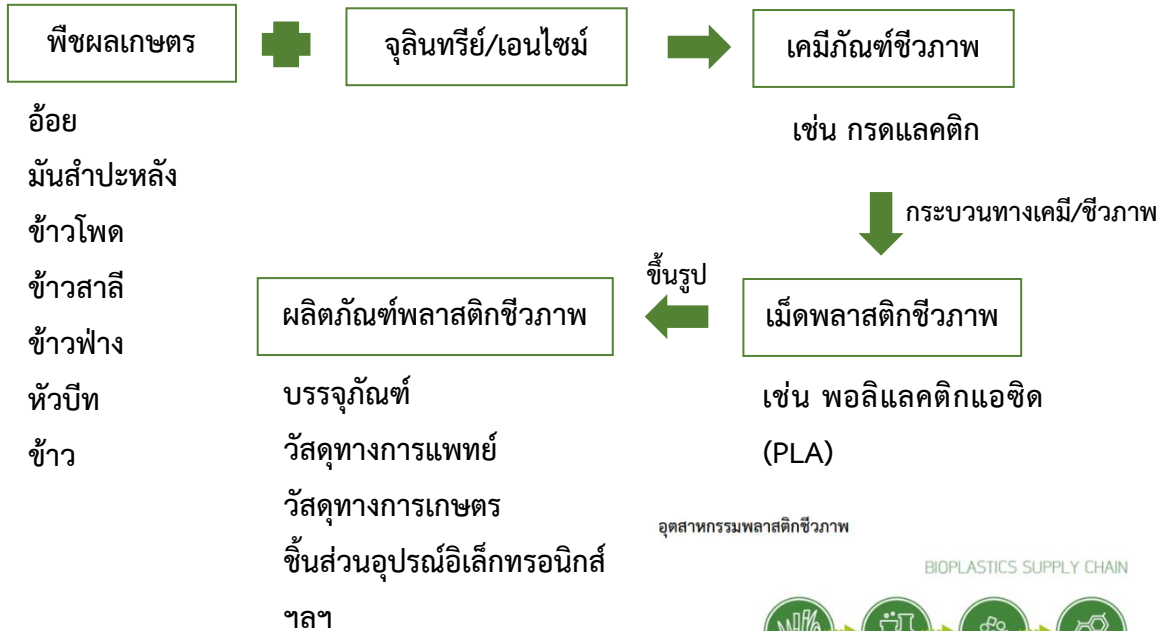 พืชผลเกษตร
จุลินทรีย์/เอนไซม์
เคมีภัณฑ์ชีวภาพ
อ้อย
มันสำปะหลัง
ข้าวโพด
ข้าวสาลี
ข้าวฟ่าง
หัวบีท
ข้าว
เช่น กรดแลคติก
กระบวนทางเคมี/ชีวภาพ
เม็ดพลาสติกชีวภาพ
เช่น พอลิแลคติกแอซิด
(PLA)
ขึ้นรูป
ผลิตภัณฑ์พลาสติกชีวภาพ
บรรจุภัณฑ์
วัสดุทางการแพทย์
วัสดุทางการเกษตร
ชิ้นส่วนอุปรณ์อิเล็กทรอนิกส์
ฯลฯ
อุตสาหกรรมพลาสติกชีวภาพ
BIOPLASTICS SUPPLY CHAIN